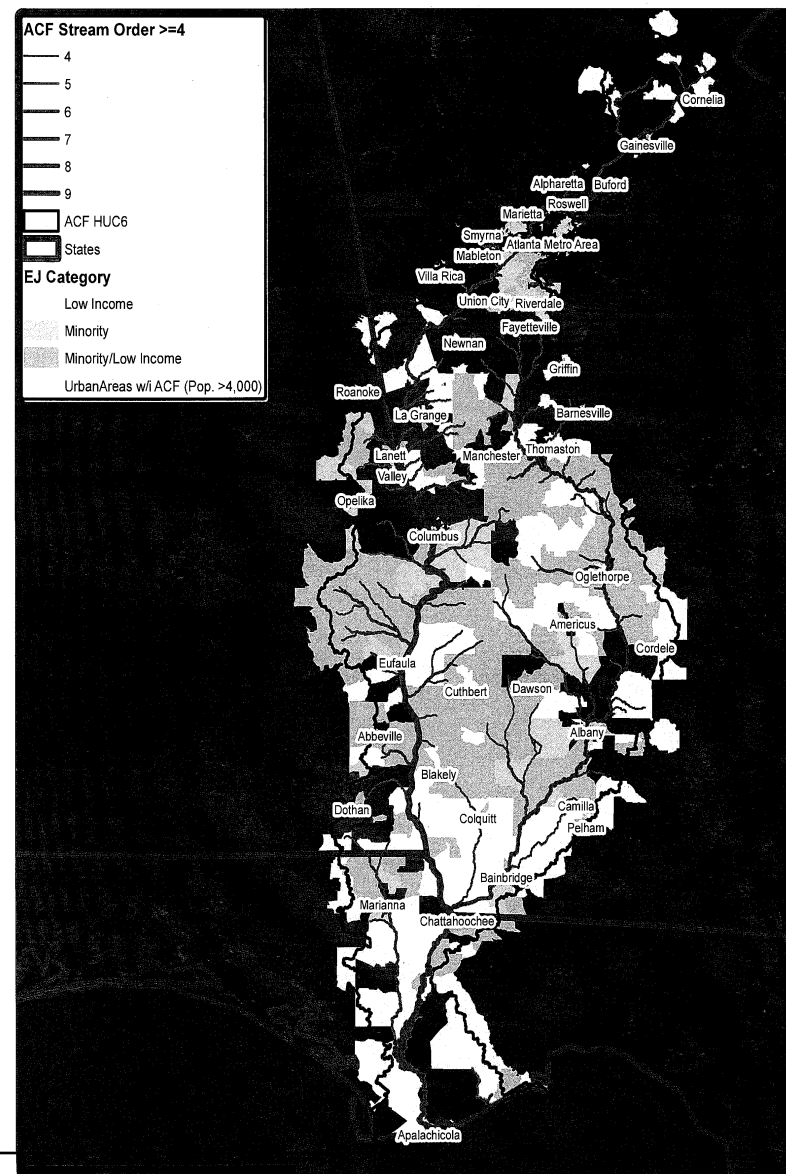 ACF Stream Order >=4
4
5
6
7
8
9
ACF HUC6
States
EJ Category
Low Income
Minority
Minority/Low Income
UrbanAreas w/i ACF (Pop. >4,000)
Cornelia
Gainesville
Alpharetta
Buford
Roswell
Marietta
Smyrna
Atlanta Metro Area
Mableton
Villa Rica
Union City
Riverdale
Fayetteville
Newnan
Griffin
Roanoke
La Grange
Barnesville
Thomaston
Lanett
Manchester
Valley
Opelika
Columbus
Oglethorpe
Americus
Cordele
Eufaula
Cuthbert
Dawson
Abbeville
Albany
Blakely
Dothan
Colquitt
Camilla
Pelham
Bainbridge
Marianna
Chattahoochee
Apalachicola